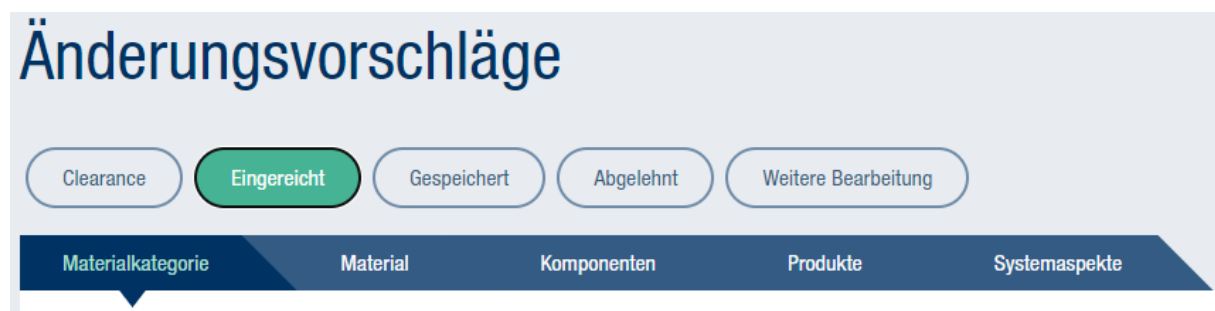 Änderungsvorschläge
Clearance Eingereicht Gespeichert Abgelehnt Weitere Bearbeitung
Materialkategorie Material Komponenten Produkte Systemaspekte